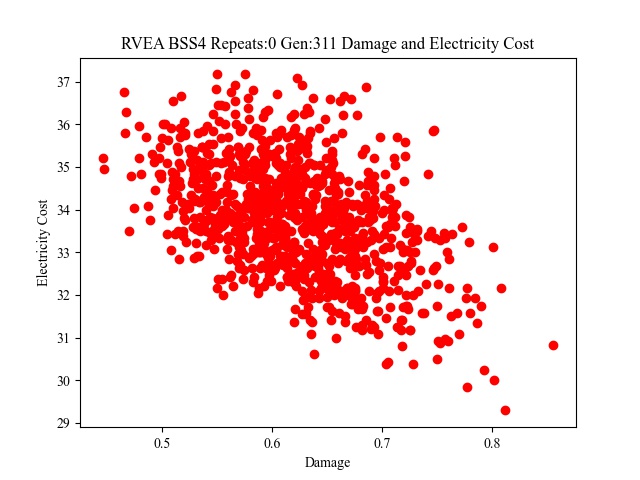 RVEA BSS4 Repeats:0 Gen:311 Damage and Electricity Cost
37
36
35
34
33
32
31
30
29
Electricity Cost
0.5 0.6 0.7 0.8
Damage